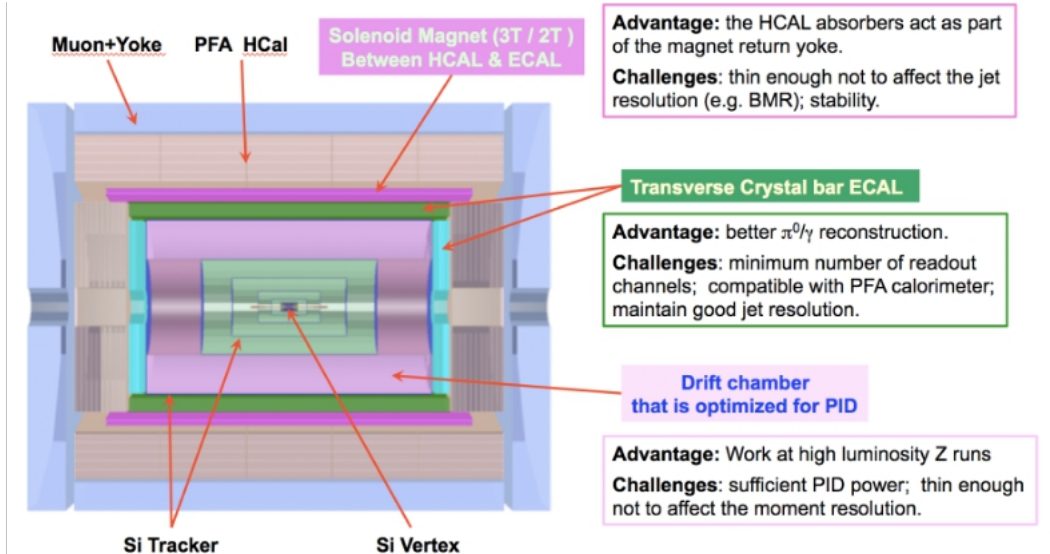 Muon+Yoke
PFA HCal
Solenoid Magnet (3T / 2T )
Between HCAL & ECAL
Advantage: the HCAL absorbers act as part
of the magnet return yoke.
Challenges: thin enough not to affect the jet
resolution (e.g. BMR); stability.
Transverse Crystal bar ECAL
Advantage: better π⁰/γ reconstruction.
Challenges: minimum number of readout
channels; compatible with PFA calorimeter;
maintain good jet resolution.
Drift chamber
that is optimized for PID
Advantage: Work at high luminosity Z runs
Challenges: sufficient PID power; thin enough
not to affect the moment resolution.
Si Tracker
Si Vertex